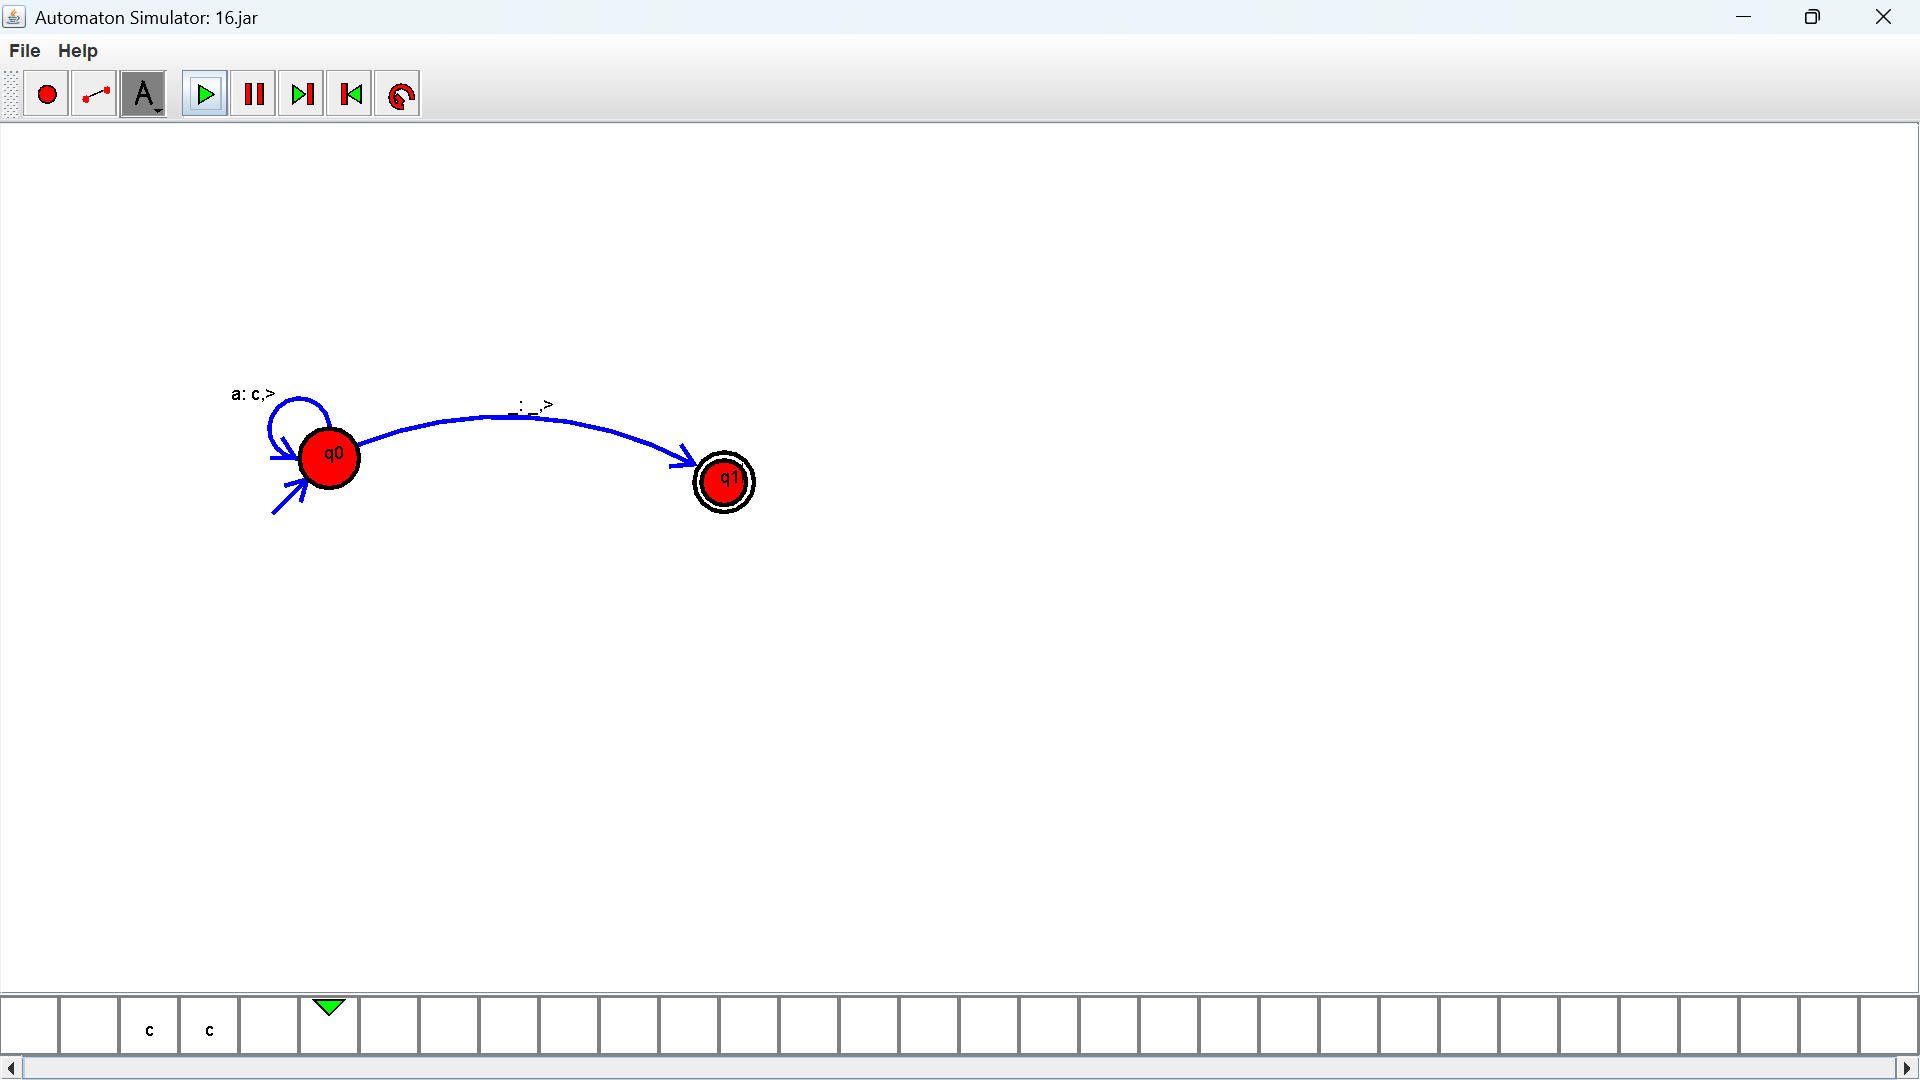 Automaton Simulator: 16.jar
File Help
A
a: c,>
_: _,>
q0
q1
c c